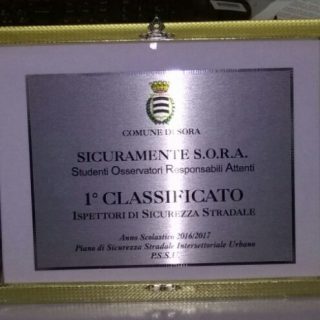 COMUNE DI SORA
SICURAMENTE S.O.R.A.
Studenti Osservatori Responsabili Attenti
1° CLASSIFICATO
ISPETTORI DI SICUREZZA STRADALE
Anno Scolastico 2016/2017
Piano di Sicurezza Stradale Intersettoriale Urbano
P.S.S.U.